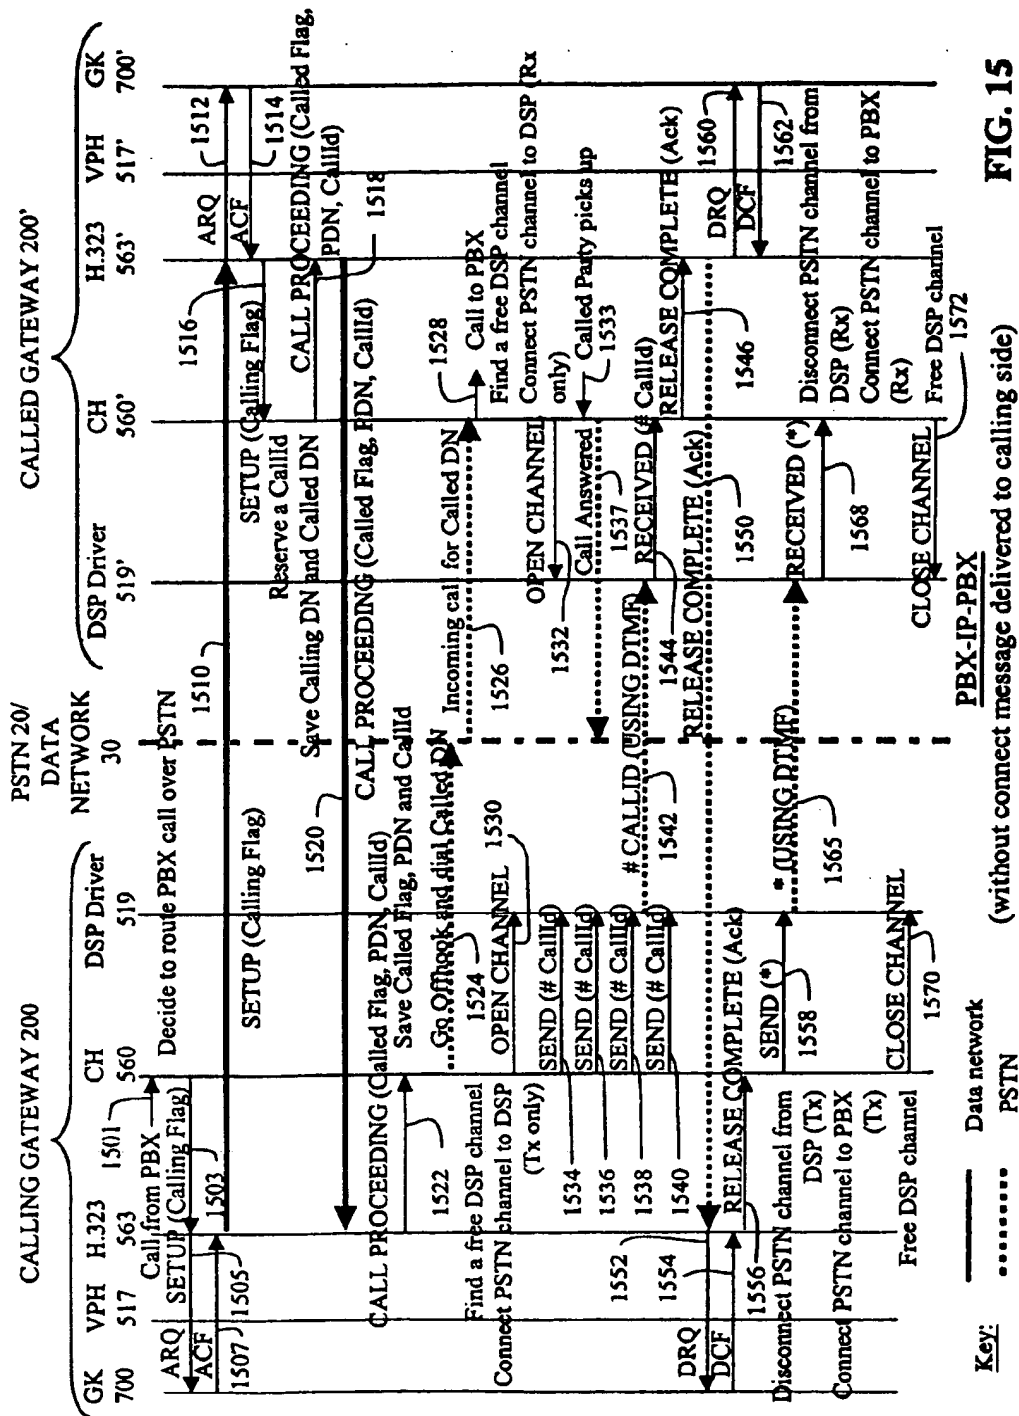 CALLING GATEWAY 200
PSTN 20/
DATA
NETWORK
30
CALLED GATEWAY 200'
GK
700
VPH
517
H.323
563
CH
560
DSP Driver
519
DSP Driver
519'
CH
560'
H.323
563'
VPH
517'
GK
700'
1501
Call from PBX
Decide to route PBX call over PSTN
SETUP (Calling Flag)
1503
ARQ
1505
ACF
1507
SETUP (Calling Flag)
1510
ARQ
1512
ACF
1514
1516
SETUP (Calling Flag)
Reserve a CallId
Save Calling DN and Called DN
CALL PROCEEDING (Called Flag,
PDN, CallId)
1518
1520
CALL PROCEEDING (Called Flag, PDN, CallId)
CALL PROCEEDING (Called Flag, PDN, CallId)
1522
Save Called Flag, PDN and CallId
Go Offhook and dial Called DN
1524
Incoming call for Called DN
1526
1528
Call to PBX
Find a free DSP channel
Connect PSTN channel to DSP (Rx
only)
Find a free DSP channel
Connect PSTN channel to DSP
(Tx only)
OPEN CHANNEL
1530
OPEN CHANNEL
1532
Called Party picks up
1533
Call Answered
1537
SEND (# CallId)
1534
SEND (# CallId)
1536
SEND (# CallId)
1538
SEND (# CallId)
1540
# CALLID (USING DTMF)
1542
RECEIVED (# CallId)
1544
RELEASE COMPLETE (Ack)
1546
RELEASE COMPLETE (Ack)
1550
DRQ
1552
DCF
1554
RELEASE COMPLETE (Ack)
1556
DRQ
1560
DCF
1562
Disconnect PSTN channel from
DSP (Tx)
Connect PSTN channel to PBX
(Tx)
Free DSP channel
SEND (*)
1558
* (USING DTMF)
1565
RECEIVED (*)
1568
Disconnect PSTN channel from
DSP (Rx)
Connect PSTN channel to PBX
(Rx)
Free DSP channel
CLOSE CHANNEL
1570
CLOSE CHANNEL
1572
Key:
Data network
PSTN
PBX-IP-PBX
(without connect message delivered to calling side)
FIG. 15